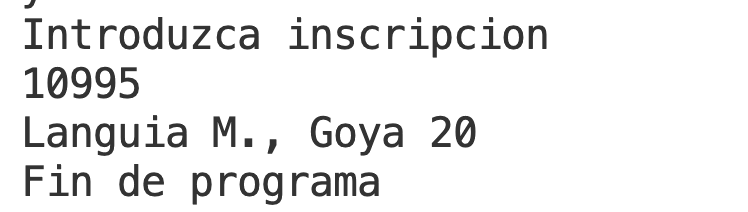 Introduzca inscripcion
10995
Languia M., Goya 20
Fin de programa